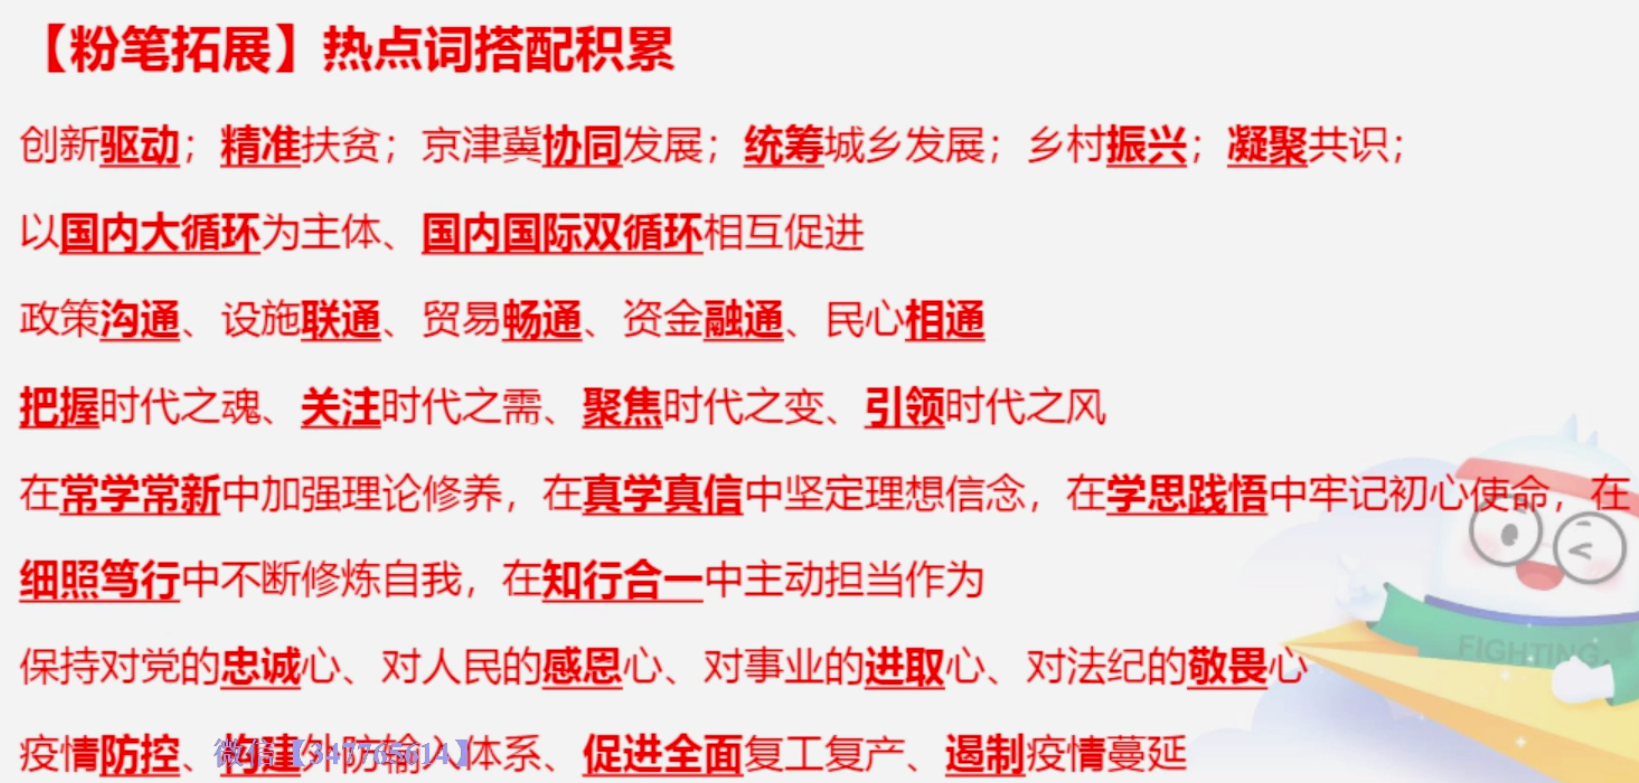 【粉笔拓展】热点词搭配积累
创新驱动；精准扶贫；京津冀协同发展；统筹城乡发展；乡村振兴；凝聚共识；
以国内大循环为主体、国内国际双循环相互促进
政策沟通、设施联通、贸易畅通、资金融通、民心相通
把握时代之魂、关注时代之需、聚焦时代之变、引领时代之风
在常学常新中加强理论修养，在真学真信中坚定理想信念，在学思践悟中牢记初心使命，在
细照笃行中不断修炼自我，在知行合一中主动担当作为
FIGHTING
保持对党的忠诚心、对人民的感恩心、对事业的进取心、对法纪的敬畏心
疫情防控、构建外防输入体系、促进全面复工复产、遏制疫情蔓延
微信【347765614】